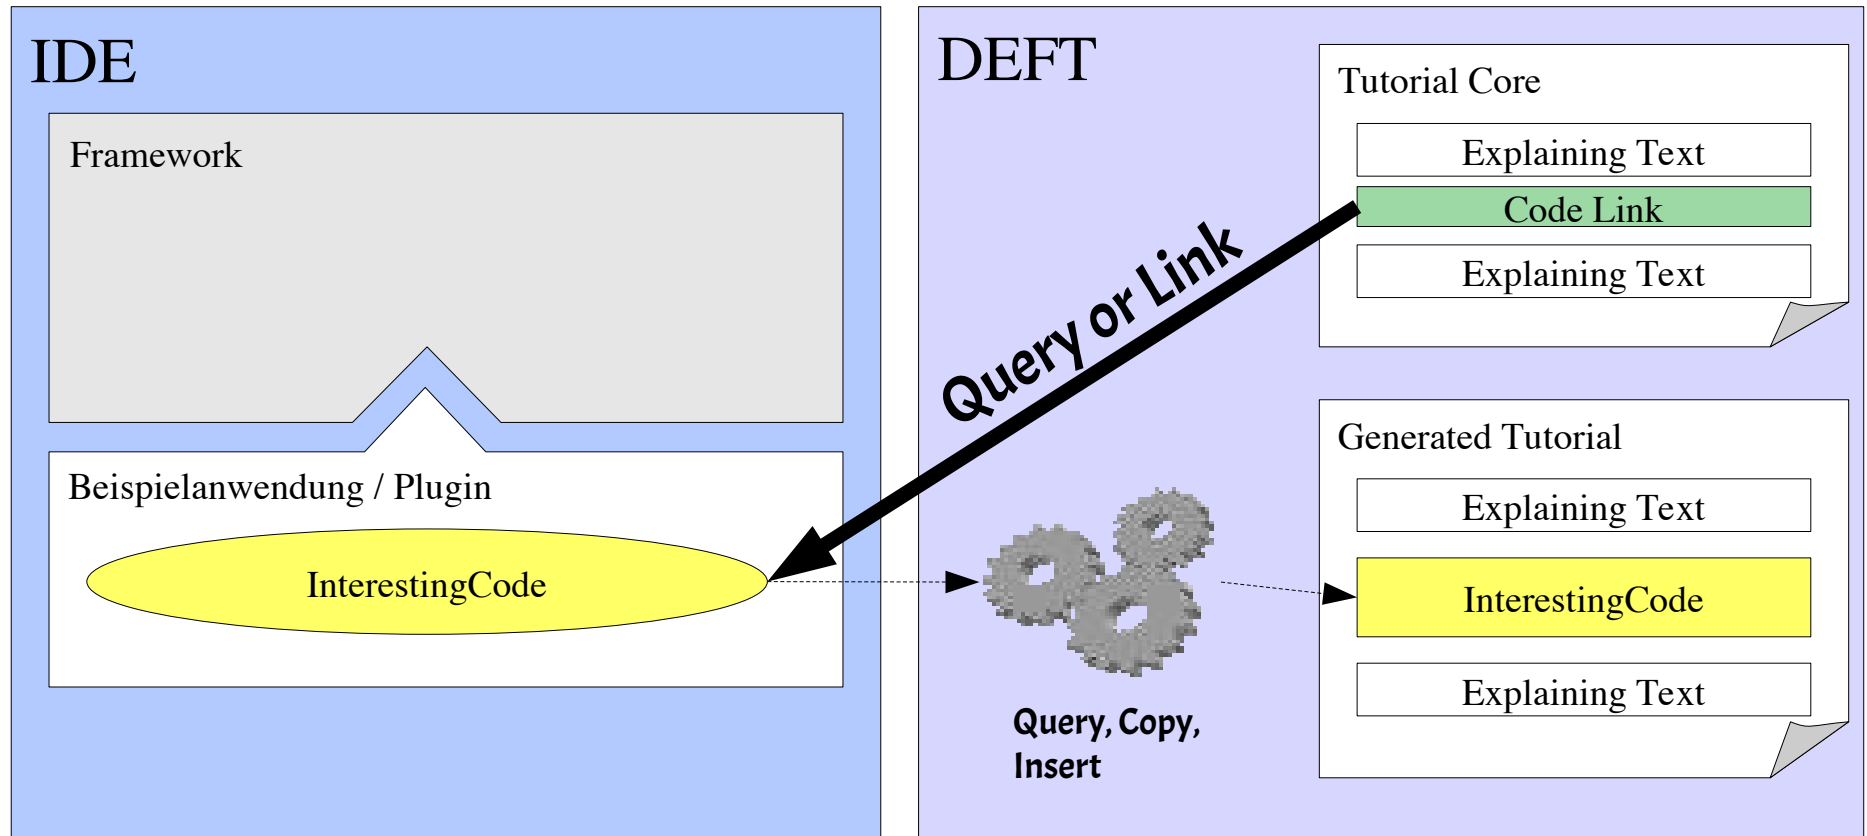 IDE
Framework
Beispielanwendung / Plugin
InterestingCode
DEFT
Query or Link
Query, Copy,
Insert
Tutorial Core
Explaining Text
Code Link
Explaining Text
Generated Tutorial
Explaining Text
InterestingCode
Explaining Text